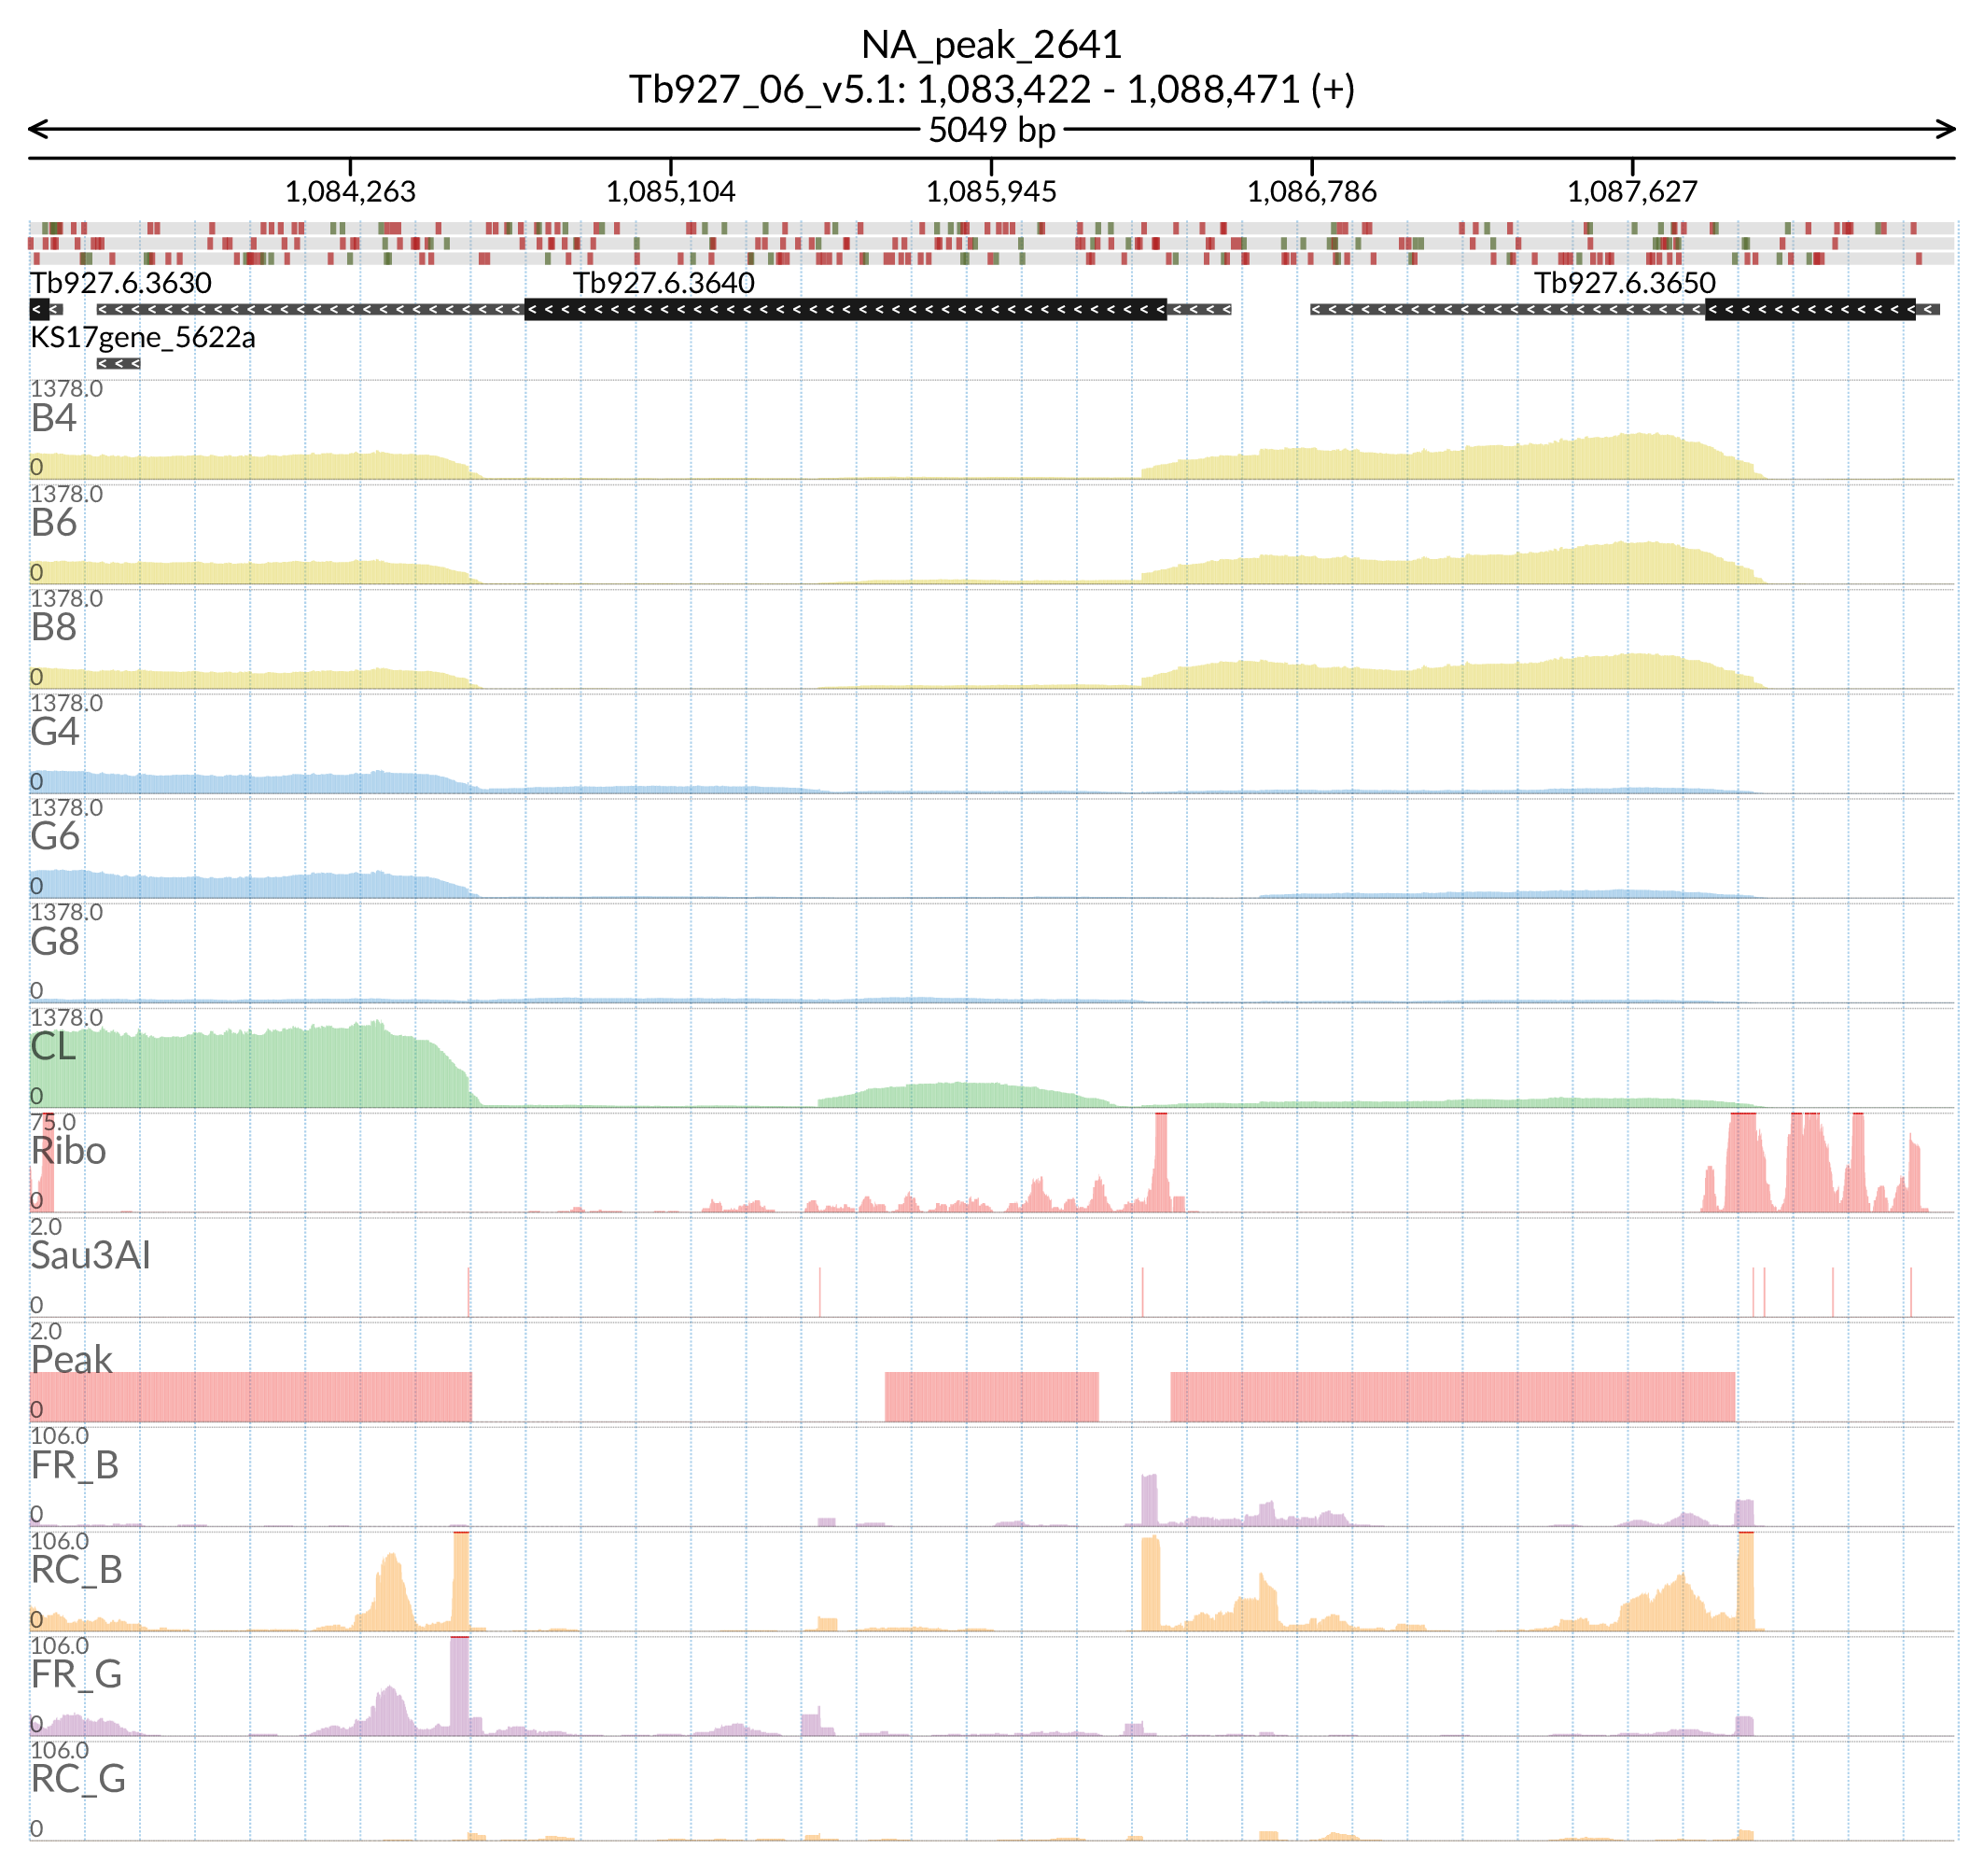 NA_peak_2641
Tb927_06_v5.1: 1,083,422 - 1,088,471 (+)
5049 bp
1,084,263 1,085,104 1,085,945 1,086,786 1,087,627
Tb927.6.3630 Tb927.6.3640 Tb927.6.3650
KS17gene_5622a
1378.0
B4
0
1378.0
B6
0
1378.0
B8
0
1378.0
G4
0
1378.0
G6
0
1378.0
G8
0
1378.0
CL
0
75.0
Ribo
0
2.0
Sau3AI
0
2.0
Peak
0
106.0
FR_B
0
106.0
RC_B
0
106.0
FR_G
0
106.0
RC_G
0